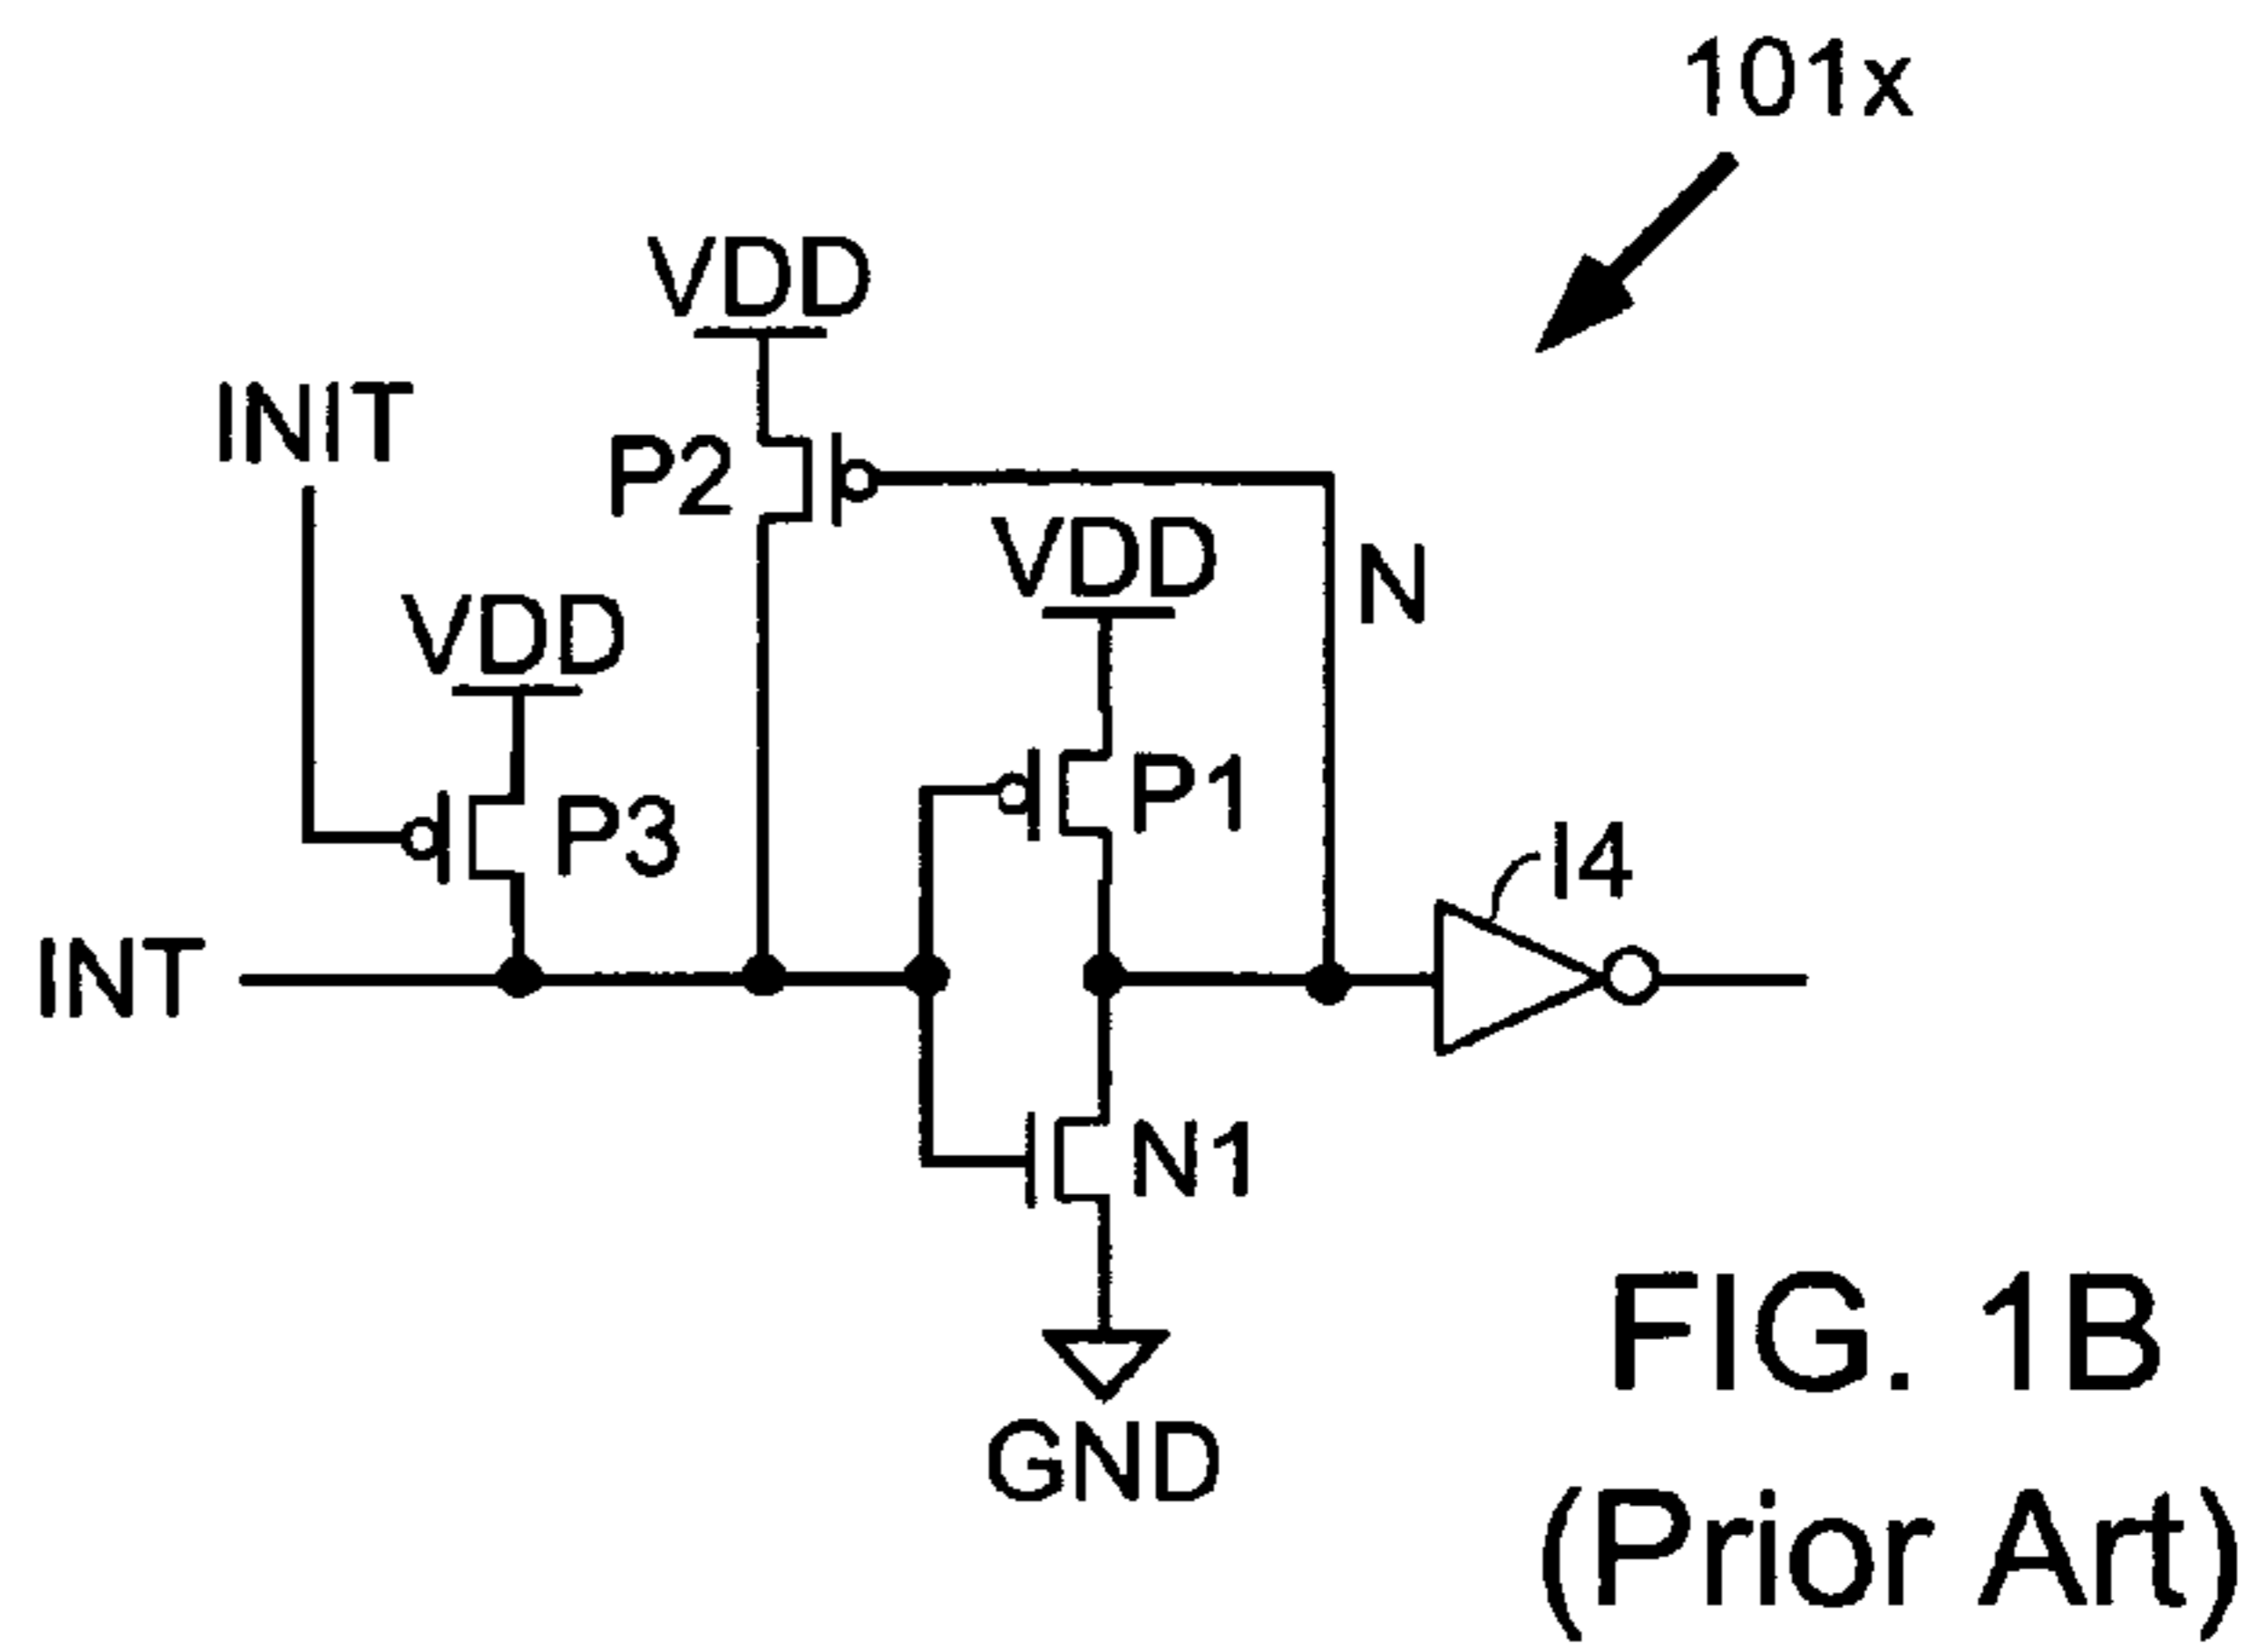 101x
VDD
INIT
P2
VDD
N
VDD
P1
P3
I4
INT
N1
GND
FIG. 1B
(Prior Art)